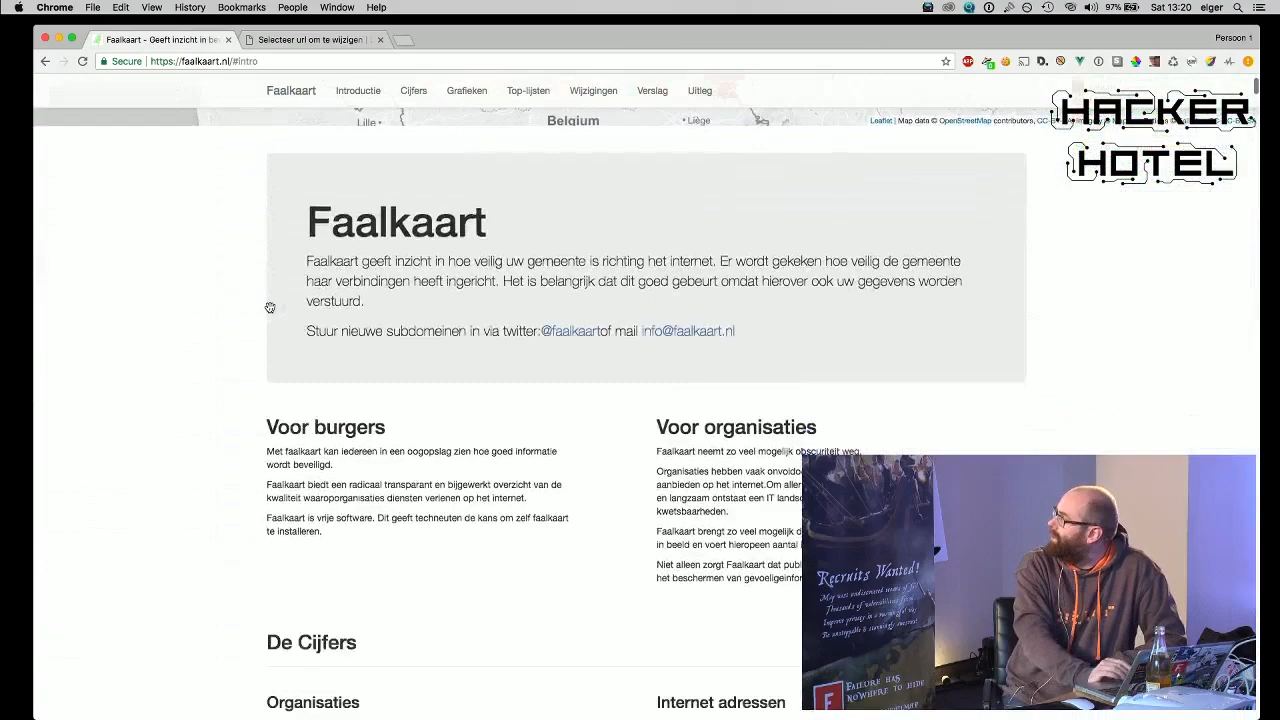 Chrome File Edit View History Bookmarks People Window Help
97% Sat 13:20 elger
Faalkaart - Geeft inzicht in be
Selecteer url om te wijzigen |
Persoon 1
Secure | https://faalkaart.nl/#intro
Faalkaart Introductie Cijfers Grafieken Top-lijsten Wijzigingen Verslag Uitleg
Lille Belgium Liège
Leaflet | Map data © OpenStreetMap contributors,
HACKER
HOTEL
Faalkaart
Faalkaart geeft inzicht in hoe veilig uw gemeente is richting het internet. Er wordt gekeken hoe veilig de gemeente
haar verbindingen heeft ingericht. Het is belangrijk dat dit goed gebeurt omdat hierover ook uw gegevens worden
verstuurd.
Stuur nieuwe subdomeinen in via twitter:@faalkaartof mail info@faalkaart.nl
Voor burgers
Met faalkaart kan iedereen in een oogopslag zien hoe goed informatie
wordt beveiligd.
Faalkaart biedt een radicaal transparant en bijgewerkt overzicht van de
kwaliteit waaroporganisaties diensten verienen op het internet.
Faalkaart is vrije software. Dit geeft techneuten de kans om zelf faalkaart
te installeren.
Voor organisaties
Faalkaart neemt zo veel mogelijk obscuriteit weg.
Organisaties hebben vaak onvoldo
aanbieden op het internet.Om aller
en langzaam ontstaat een IT landsc
kwetsbaarheden.
Faalkaart brengt zo veel mogelijk d
in beeld en voert hieropeen aantal
Niet alleen zorgt Faalkaart dat publ
het beschermen van gevoeligeinfor
De Cijfers
Organisaties
Internet adressen
Recruits Wanted!
Failure has
nowhere to hide